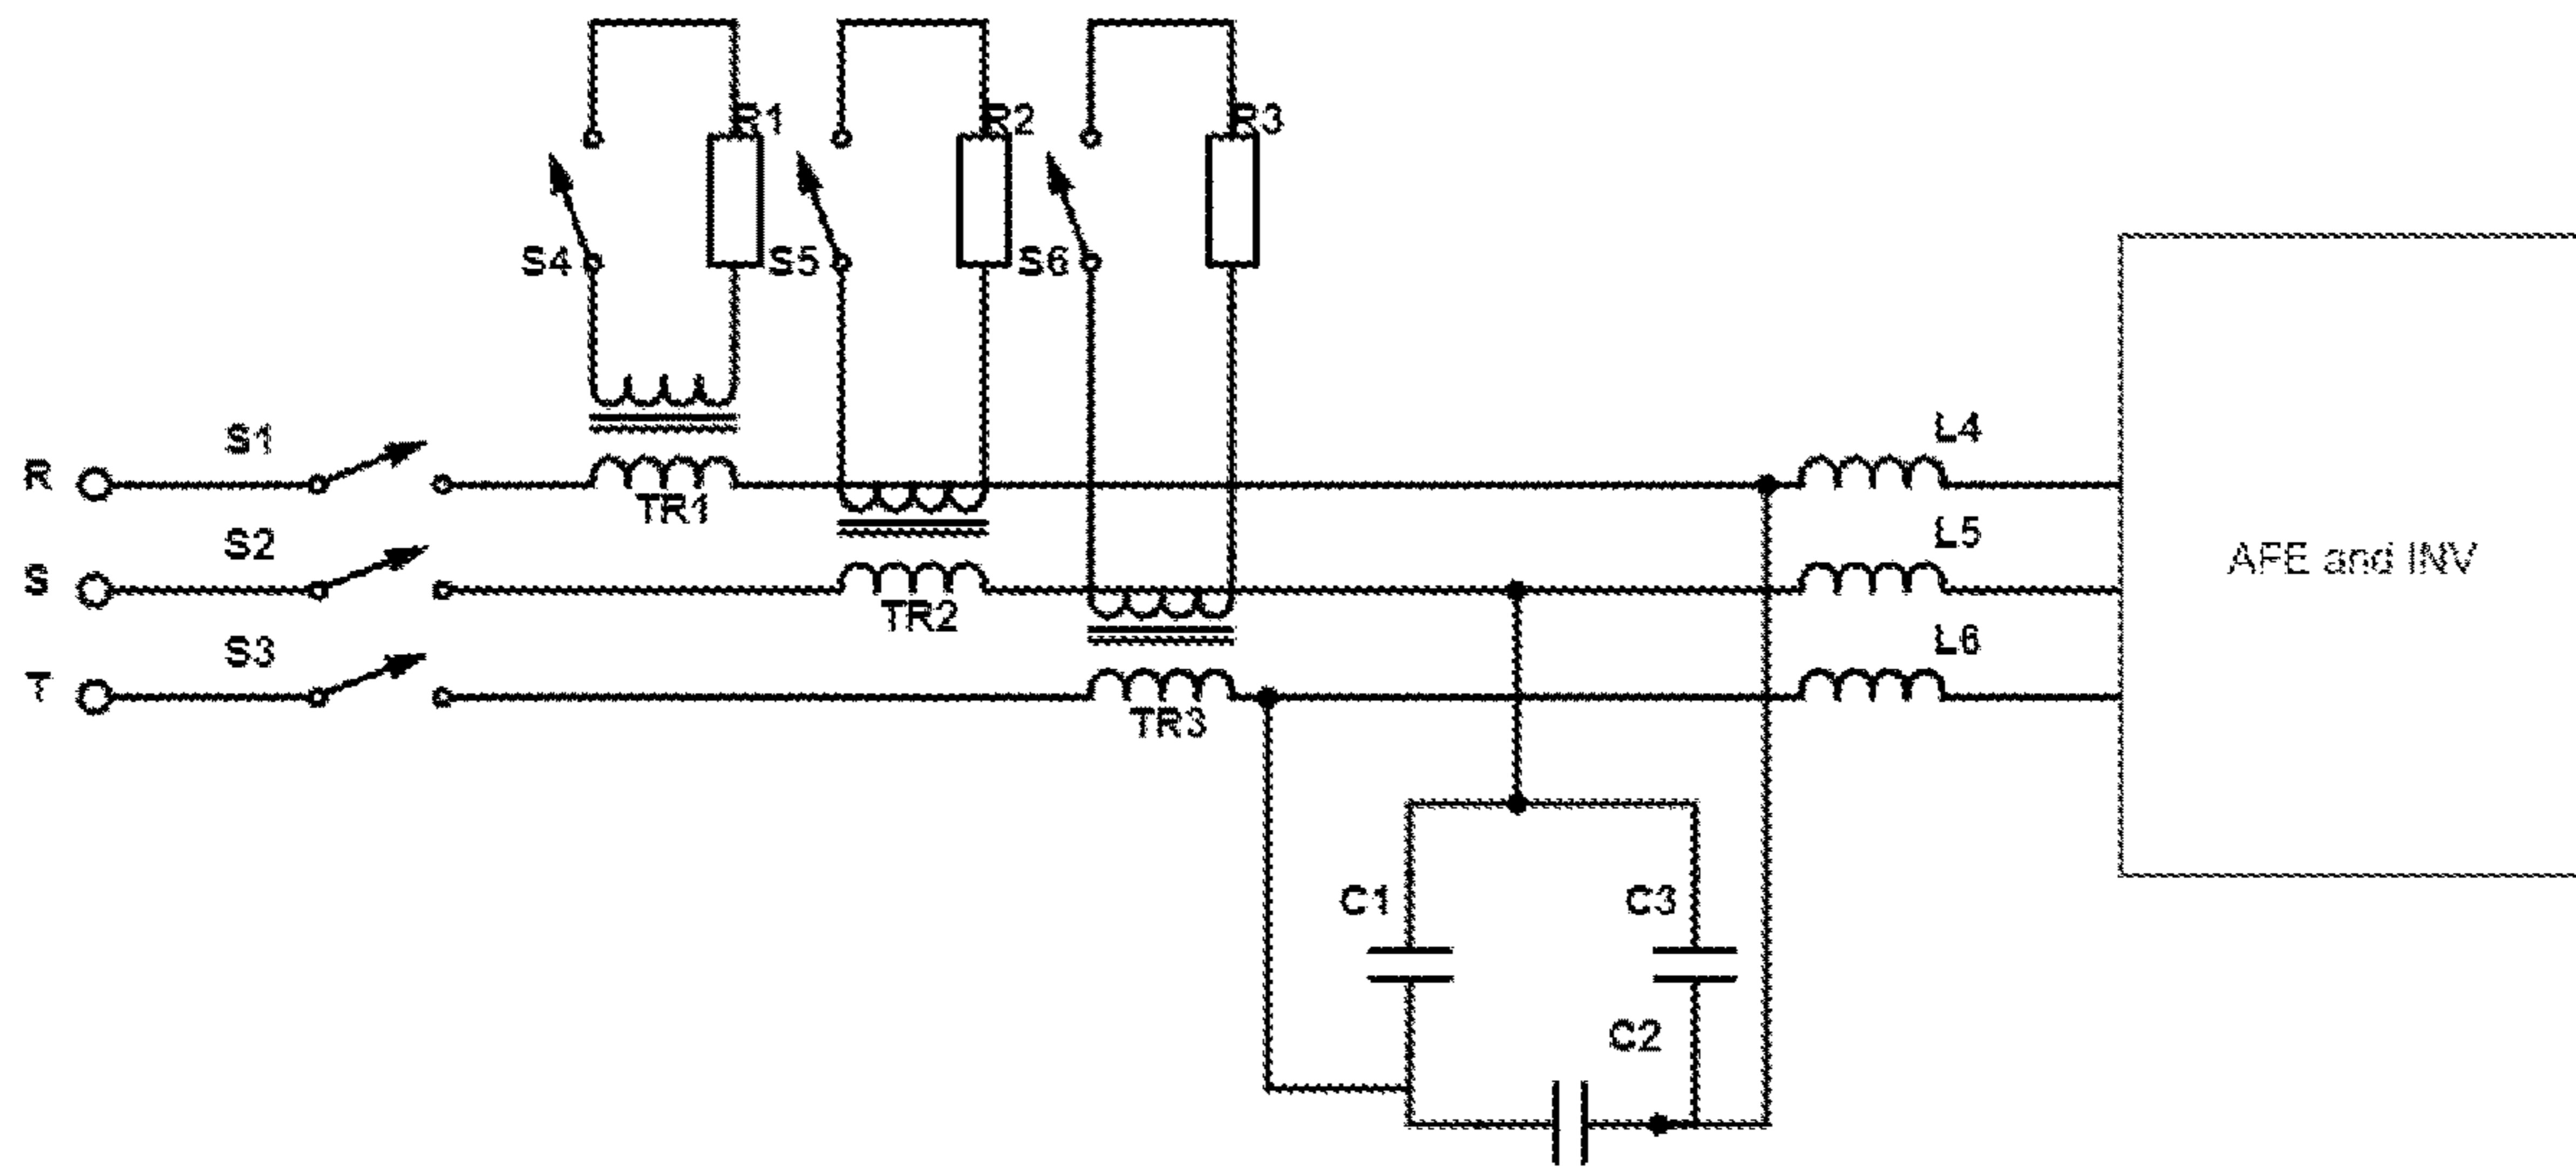 R1
R2
R3
S4
S5
S6
S1
R
TR1
L4
S2
S
TR2
L5
AFE and INV
S3
T
TR3
L6
C1
C3
C2